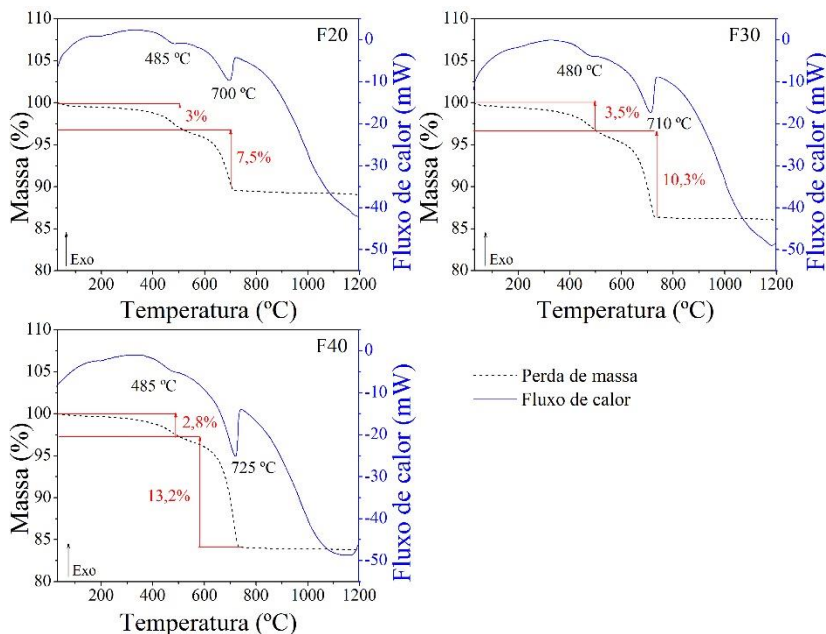 F20
110
105
100
95
90
85
80
Massa (%)
485 ºC
700 ºC
3%
7,5%
Exo
0
-10
-20
-30
-40
-50
Fluxo de calor (mW)
200 400 600 800 1000 1200
Temperatura (ºC)
F30
110
105
100
95
90
85
80
Massa (%)
480 ºC
710 ºC
3,5%
10,3%
Exo
0
-10
-20
-30
-40
-50
Fluxo de calor (mW)
200 400 600 800 1000 1200
Temperatura (ºC)
F40
110
105
100
95
90
85
80
Massa (%)
485 ºC
725 ºC
2,8%
13,2%
Exo
0
-10
-20
-30
-40
-50
Fluxo de calor (mW)
200 400 600 800 1000 1200
Temperatura (ºC)
Perda de massa
Fluxo de calor